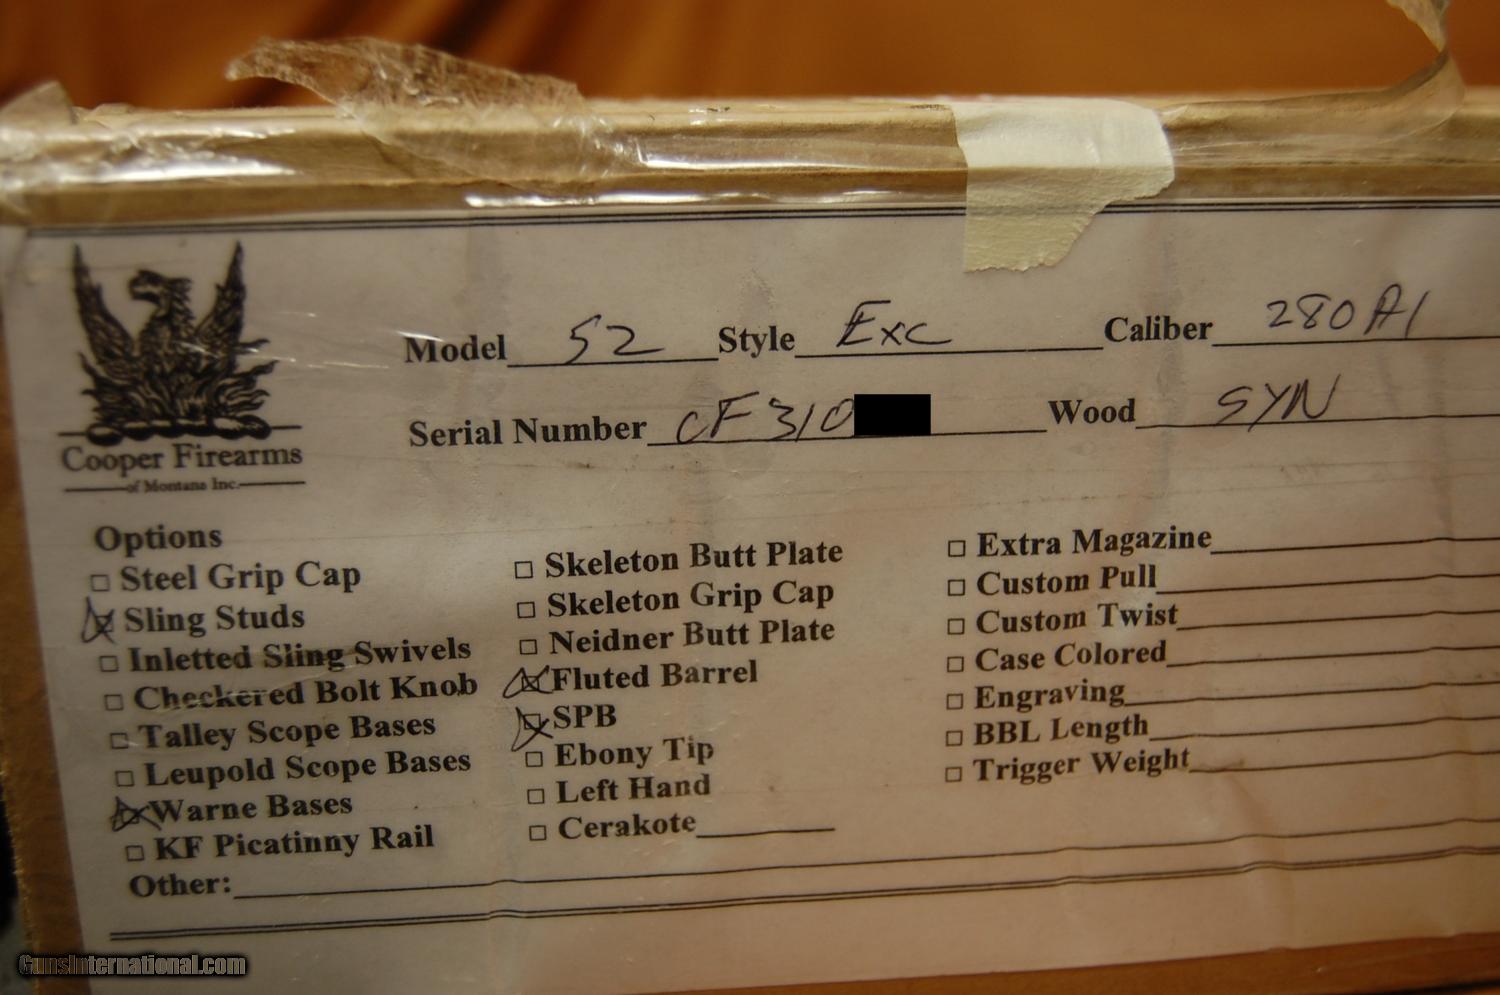 Model 52 Style Exc Caliber 280 AI
Serial Number CF310 Wood SYN
Cooper Firearms
of Montana Inc.
Options
Steel Grip Cap
Sling Studs
Inletted Sling Swivels
Checkered Bolt Knob
Talley Scope Bases
Leupold Scope Bases
Warne Bases
KF Picatinny Rail
Other:
Skeleton Butt Plate
Skeleton Grip Cap
Neidner Butt Plate
Fluted Barrel
SPB
Ebony Tip
Left Hand
Cerakote
Extra Magazine
Custom Pull
Custom Twist
Case Colored
Engraving
BBL Length
Trigger Weight
GunsInternational.com